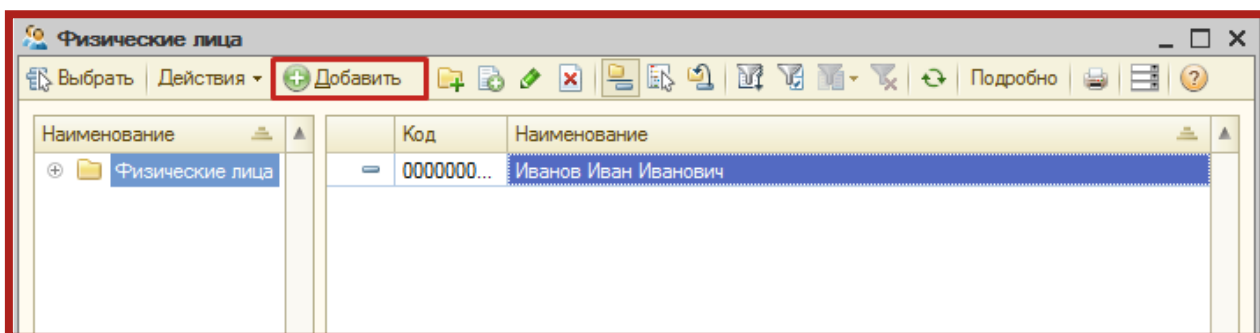 Физические лица
Выбрать Действия Добавить Подробно
Наименование Код Наименование
Физические лица 0000000... Иванов Иван Иванович